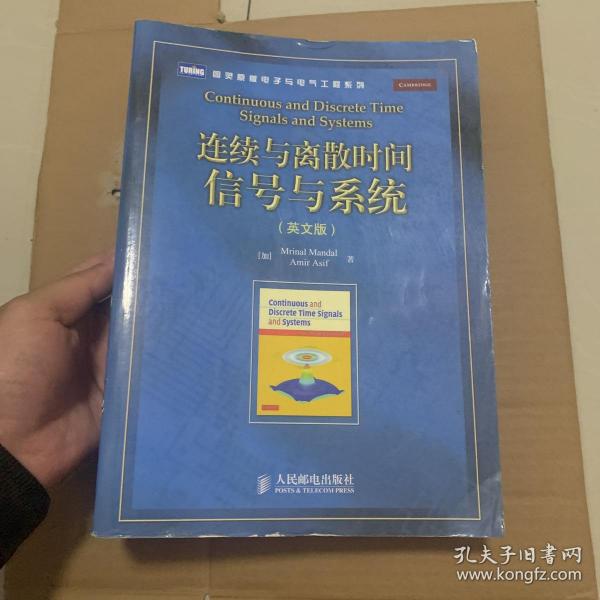 TURING
图灵原版电子与电气工程系列
CAMBRIDGE
Continuous and Discrete Time
Signals and Systems
连续与离散时间
信号与系统
（英文版）
[加] Mrinal Mandal
Amir Asif 著
Continuous and
Discrete Time Signals
and Systems
人民邮电出版社
POSTS & TELECOM PRESS
孔夫子旧书网
www.kongfz.com